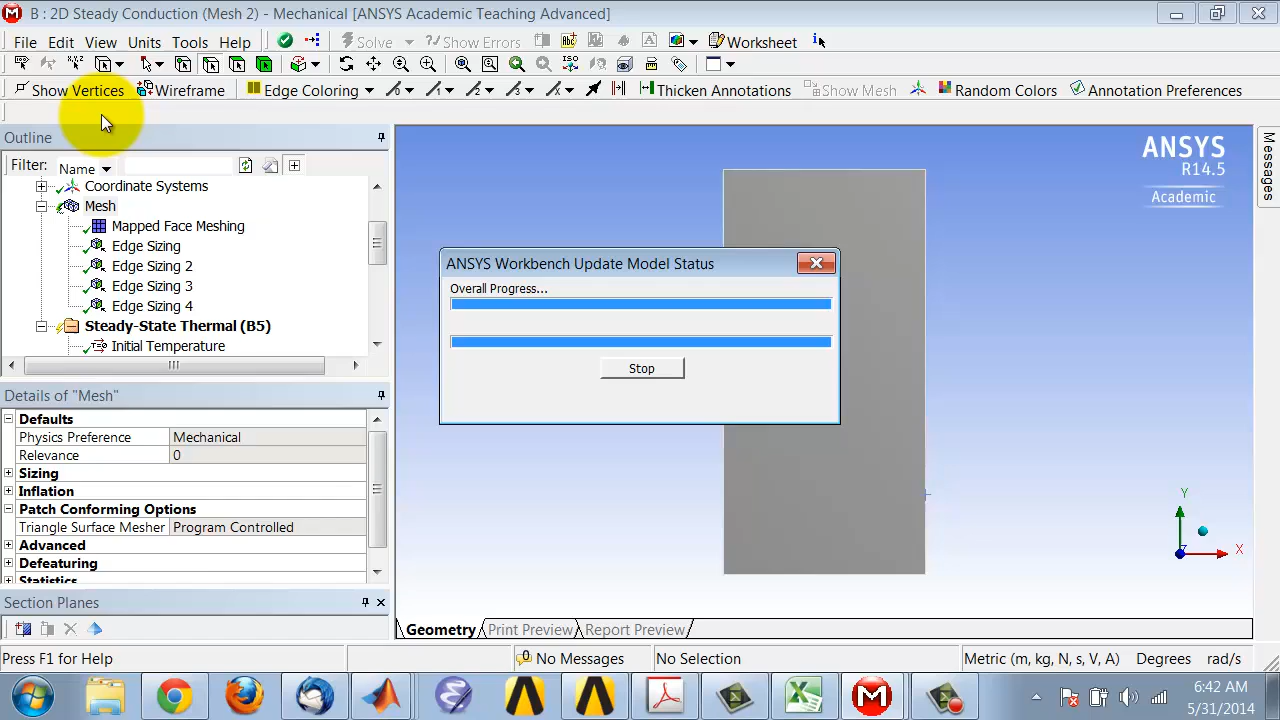 B : 2D Steady Conduction (Mesh 2) - Mechanical [ANSYS Academic Teaching Advanced]
File Edit View Units Tools Help Solve Show Errors Worksheet
Show Vertices Wireframe Edge Coloring Thicken Annotations Show Mesh Random Colors Annotation Preferences
Outline
Filter: Name
Coordinate Systems
Mesh
Mapped Face Meshing
Edge Sizing
Edge Sizing 2
Edge Sizing 3
Edge Sizing 4
Steady-State Thermal (B5)
Initial Temperature
Details of "Mesh"
Defaults
Physics Preference Mechanical
Relevance 0
Sizing
Inflation
Patch Conforming Options
Triangle Surface Mesher Program Controlled
Advanced
Defeaturing
Statistics
Section Planes
ANSYS
R14.5
Academic
Messages
ANSYS Workbench Update Model Status
Overall Progress...
Stop
Y
X
Z
Geometry Print Preview Report Preview
Press F1 for Help 0 No Messages No Selection Metric (m, kg, N, s, V, A) Degrees rad/s
6:42 AM
5/31/2014